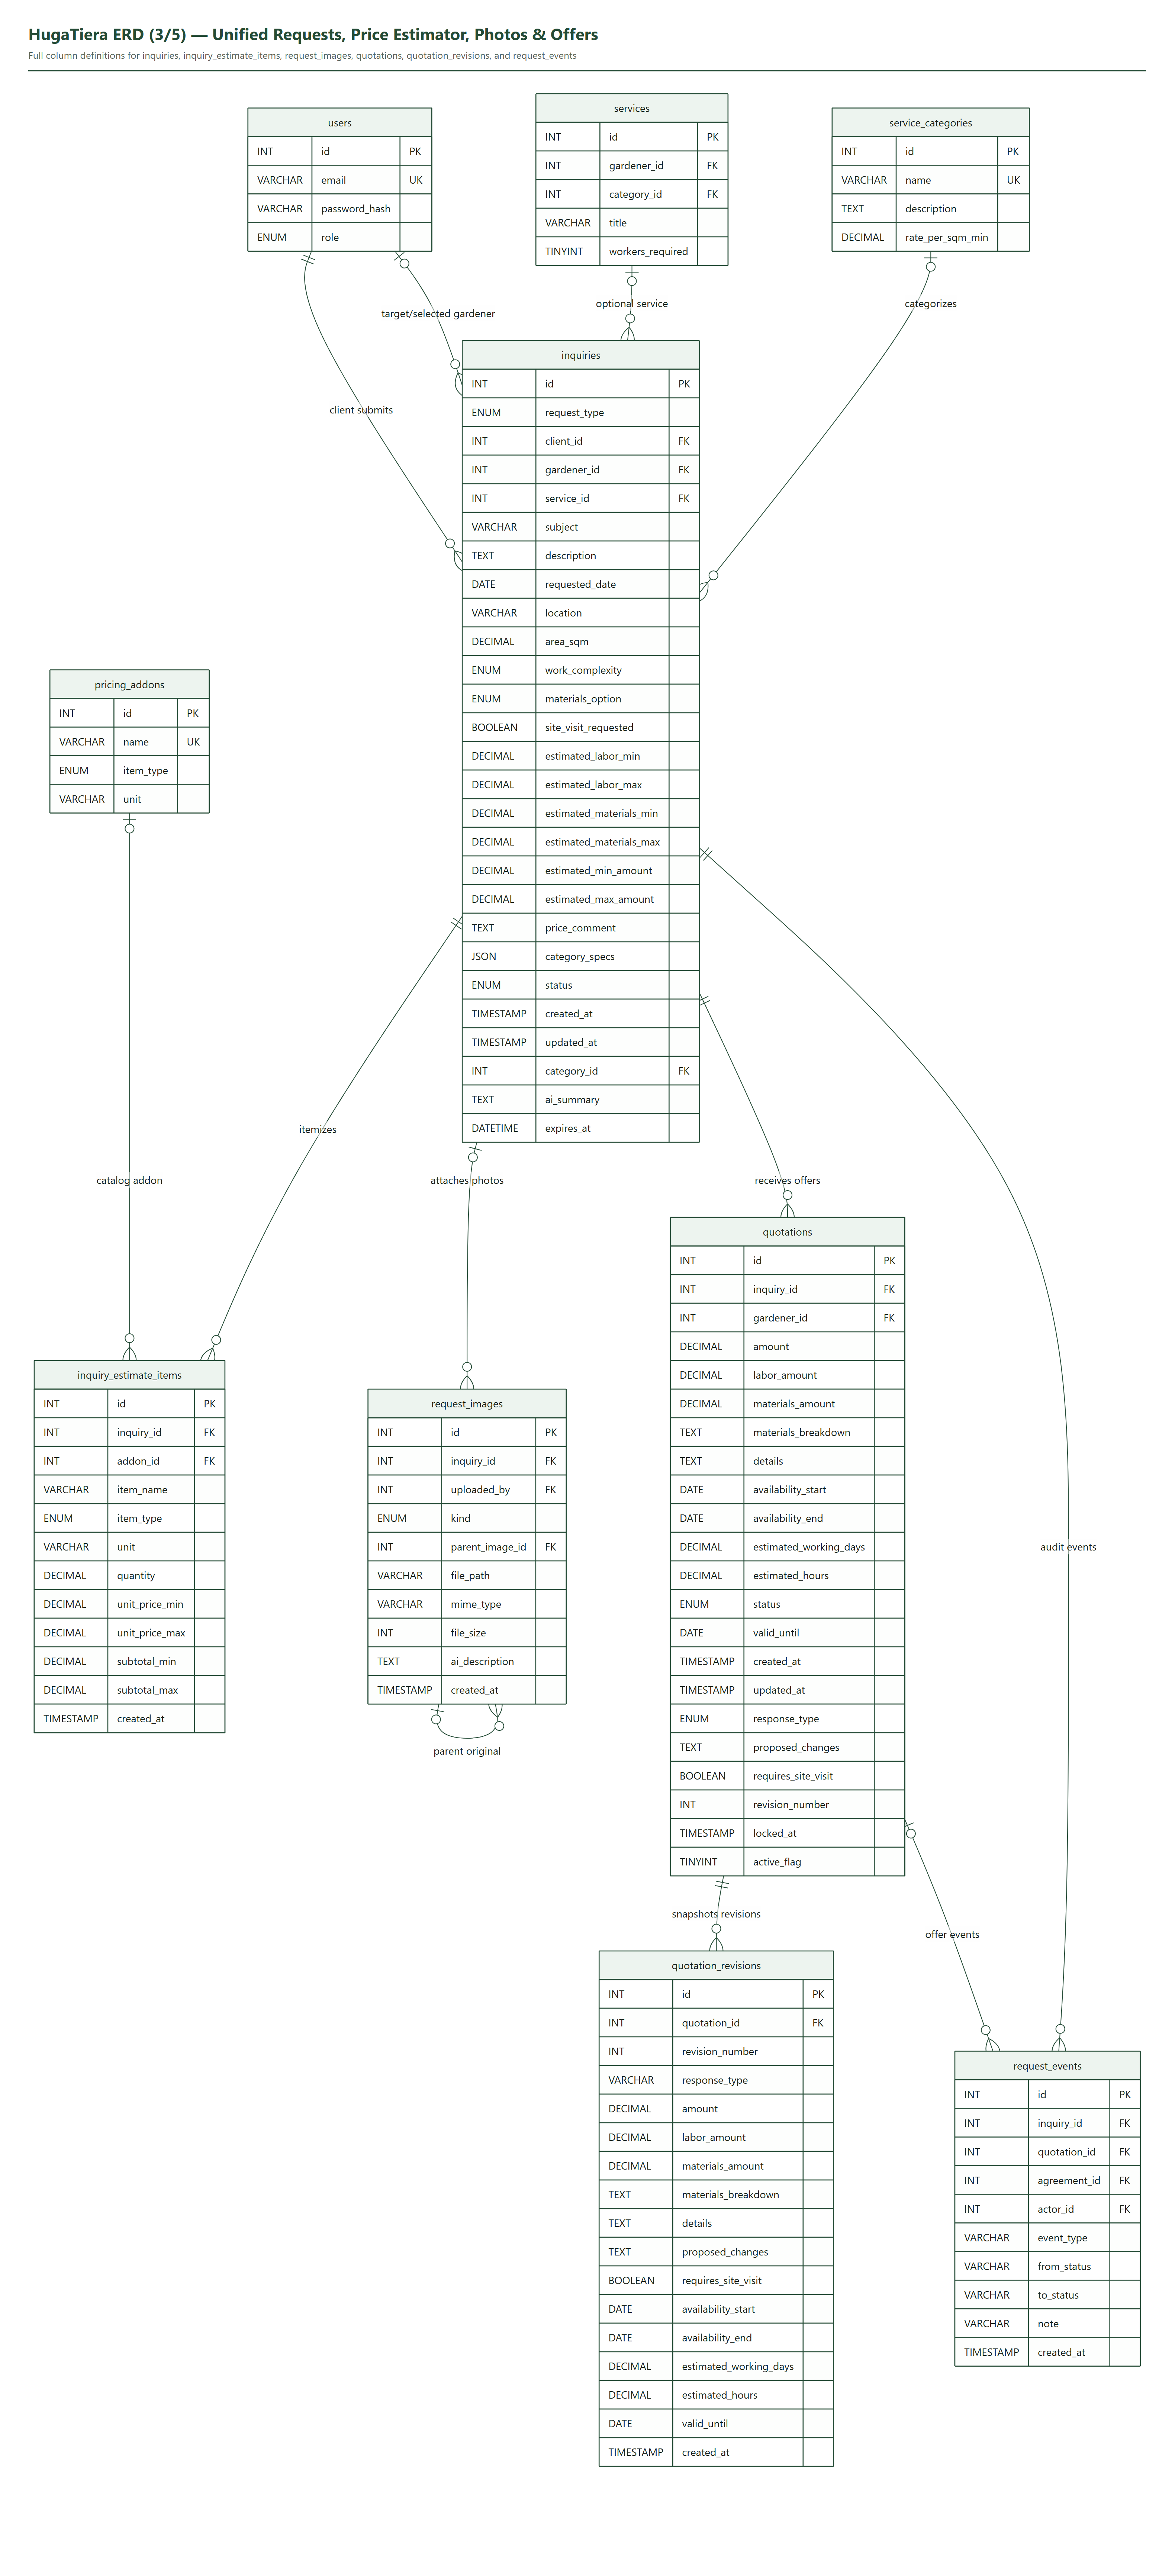 HugaTiera ERD (3/5) — Unified Requests, Price Estimator, Photos & Offers
Full column definitions for inquiries, inquiry_estimate_items, request_images, quotations, quotation_revisions, and request_events
users
INT id PK
VARCHAR email UK
VARCHAR password_hash
ENUM role
services
INT id PK
INT gardener_id FK
INT category_id FK
VARCHAR title
TINYINT workers_required
service_categories
INT id PK
VARCHAR name UK
TEXT description
DECIMAL rate_per_sqm_min
optional service
categorizes
target/selected gardener
client submits
inquiries
INT id PK
ENUM request_type
INT client_id FK
INT gardener_id FK
INT service_id FK
VARCHAR subject
TEXT description
DATE requested_date
VARCHAR location
DECIMAL area_sqm
ENUM work_complexity
ENUM materials_option
BOOLEAN site_visit_requested
DECIMAL estimated_labor_min
DECIMAL estimated_labor_max
DECIMAL estimated_materials_min
DECIMAL estimated_materials_max
DECIMAL estimated_min_amount
DECIMAL estimated_max_amount
TEXT price_comment
JSON category_specs
ENUM status
TIMESTAMP created_at
TIMESTAMP updated_at
INT category_id FK
TEXT ai_summary
DATETIME expires_at
pricing_addons
INT id PK
VARCHAR name UK
ENUM item_type
VARCHAR unit
itemizes
catalog addon
attaches photos
receives offers
inquiry_estimate_items
INT id PK
INT inquiry_id FK
INT addon_id FK
VARCHAR item_name
ENUM item_type
VARCHAR unit
DECIMAL quantity
DECIMAL unit_price_min
DECIMAL unit_price_max
DECIMAL subtotal_min
DECIMAL subtotal_max
TIMESTAMP created_at
request_images
INT id PK
INT inquiry_id FK
INT uploaded_by FK
ENUM kind
INT parent_image_id FK
VARCHAR file_path
VARCHAR mime_type
INT file_size
TEXT ai_description
TIMESTAMP created_at
parent original
quotations
INT id PK
INT inquiry_id FK
INT gardener_id FK
DECIMAL amount
DECIMAL labor_amount
DECIMAL materials_amount
TEXT materials_breakdown
TEXT details
DATE availability_start
DATE availability_end
DECIMAL estimated_working_days
DECIMAL estimated_hours
ENUM status
DATE valid_until
TIMESTAMP created_at
TIMESTAMP updated_at
ENUM response_type
TEXT proposed_changes
BOOLEAN requires_site_visit
INT revision_number
TIMESTAMP locked_at
TINYINT active_flag
audit events
snapshots revisions
offer events
quotation_revisions
INT id PK
INT quotation_id FK
INT revision_number
VARCHAR response_type
DECIMAL amount
DECIMAL labor_amount
DECIMAL materials_amount
TEXT materials_breakdown
TEXT details
TEXT proposed_changes
BOOLEAN requires_site_visit
DATE availability_start
DATE availability_end
DECIMAL estimated_working_days
DECIMAL estimated_hours
DATE valid_until
TIMESTAMP created_at
request_events
INT id PK
INT inquiry_id FK
INT quotation_id FK
INT agreement_id FK
INT actor_id FK
VARCHAR event_type
VARCHAR from_status
VARCHAR to_status
VARCHAR note
TIMESTAMP created_at